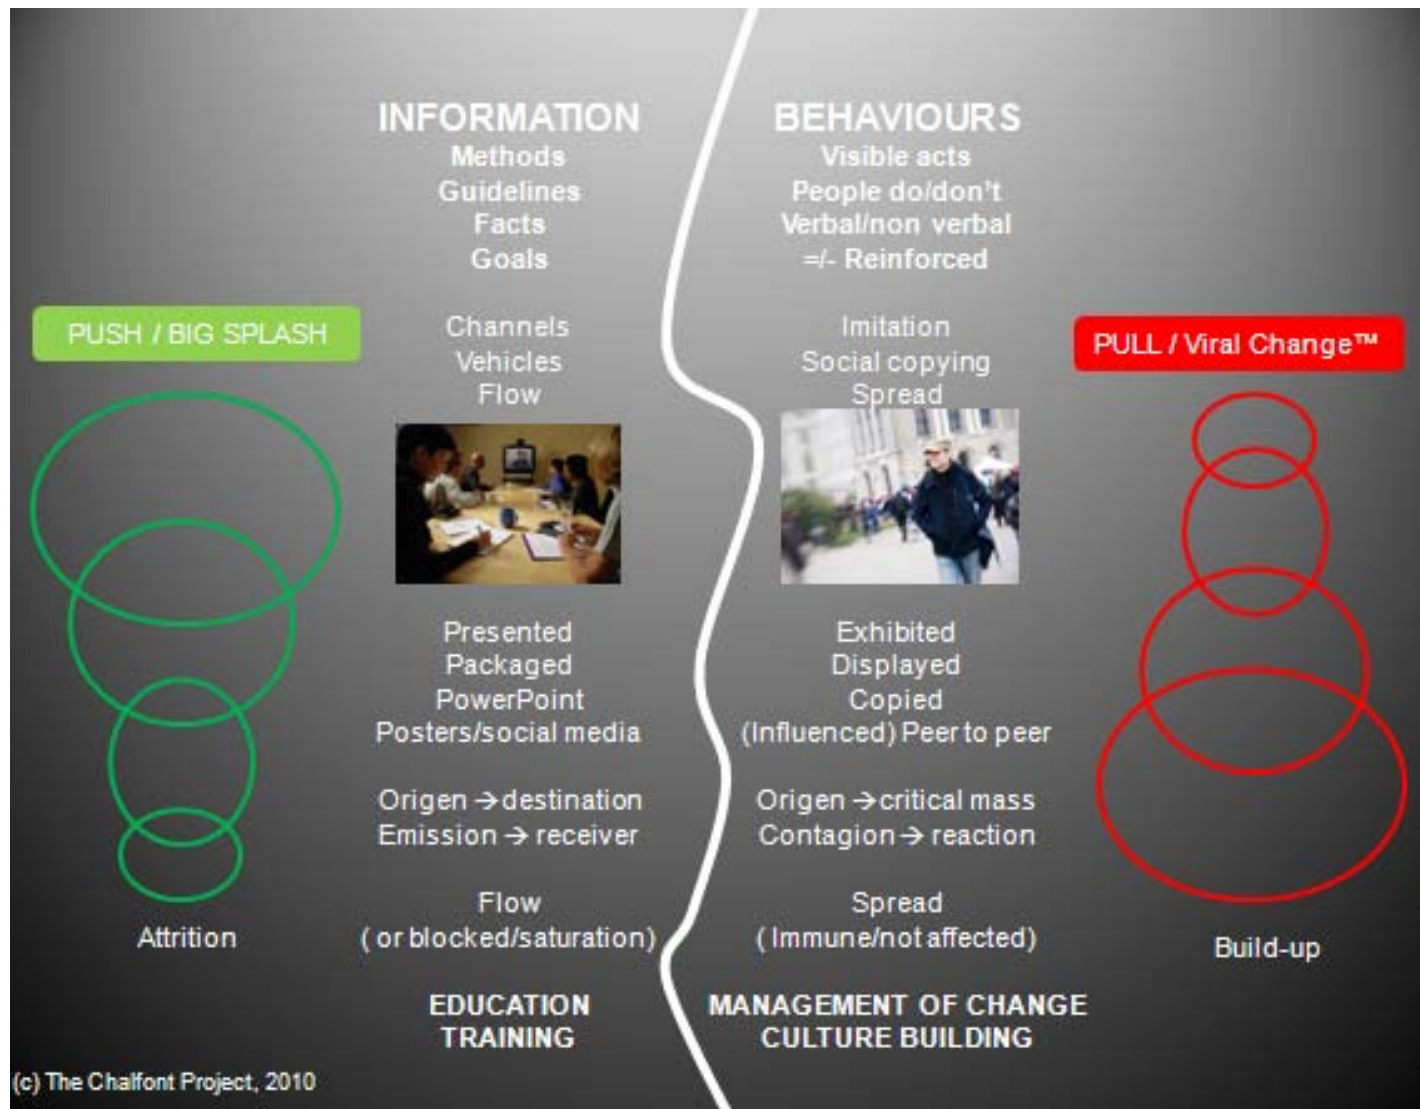 INFORMATION
Methods
Guidelines
Facts
Goals
PUSH / BIG SPLASH
Channels
Vehicles
Flow
Presented
Packaged
PowerPoint
Posters/social media
Origen → destination
Emission → receiver
Flow
( or blocked/saturation)
Attrition
EDUCATION
TRAINING
BEHAVIOURS
Visible acts
People do/don't
Verbal/non verbal
=/- Reinforced
Imitation
Social copying
Spread
PULL / Viral Change™
Exhibited
Displayed
Copied
(Influenced) Peer to peer
Origen → critical mass
Contagion → reaction
Spread
( Immune/not affected)
Build-up
MANAGEMENT OF CHANGE
CULTURE BUILDING
(c) The Chalfont Project, 2010